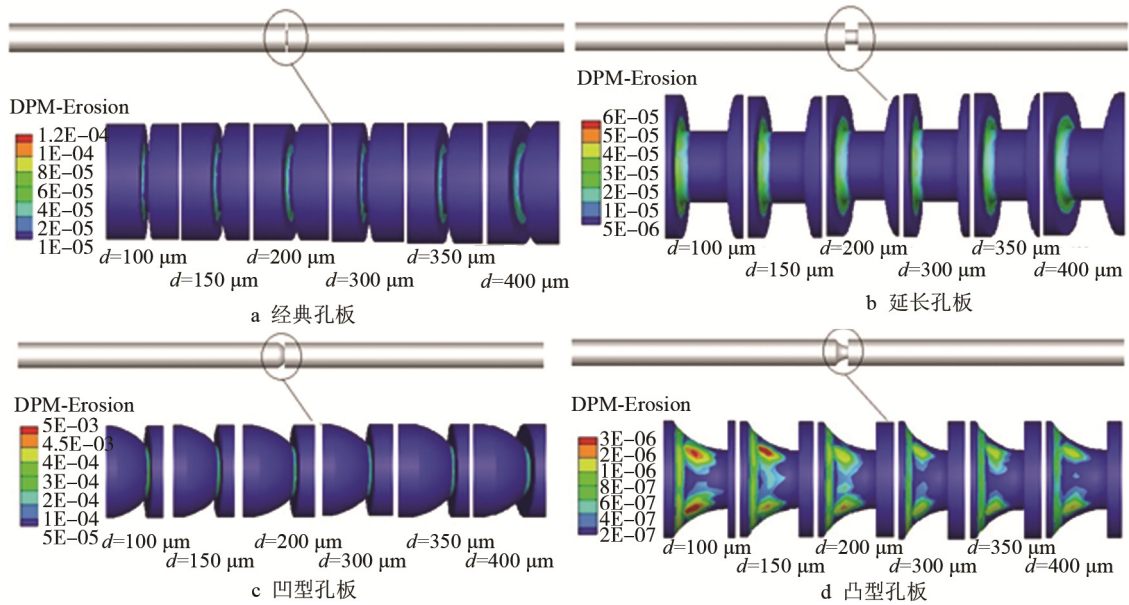 DPM-Erosion
1.2E-04
1E-04
8E-05
6E-05
4E-05
2E-05
1E-05
d=100 μm
d=150 μm
d=200 μm
d=300 μm
d=350 μm
d=400 μm
a 经典孔板
6E-05
5E-05
4E-05
3E-05
2E-05
1E-05
5E-06
d=100 μm
d=150 μm
d=200 μm
d=300 μm
d=350 μm
d=400 μm
b 延长孔板
DPM-Erosion
5E-03
4.5E-03
4E-04
3E-04
2E-04
1E-04
5E-05
d=100 μm
d=150 μm
d=200 μm
d=300 μm
d=350 μm
d=400 μm
c 凹型孔板
DPM-Erosion
3E-06
2E-06
1E-06
8E-07
6E-07
4E-07
2E-07
d=100 μm
d=150 μm
d=200 μm
d=300 μm
d=350 μm
d=400 μm
d 凸型孔板